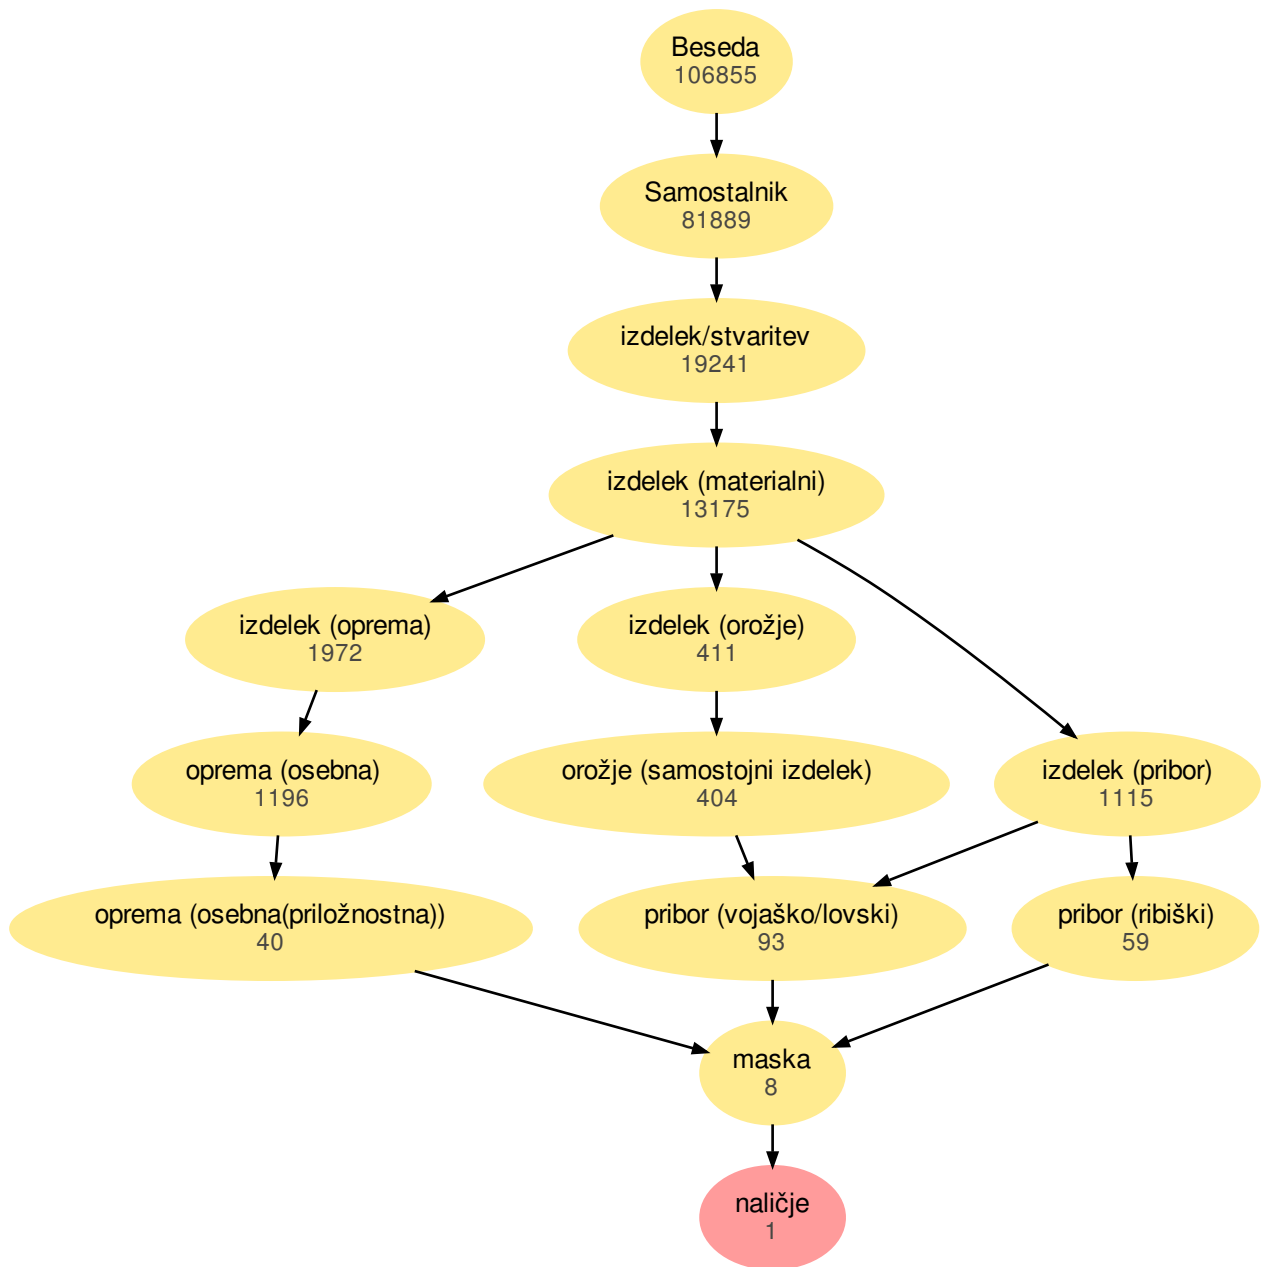 Beseda
106855
Samostalnik
81889
izdelek/stvaritev
19241
izdelek (materialni)
13175
izdelek (oprema)
1972
izdelek (orožje)
411
oprema (osebna)
1196
orožje (samostojni izdelek)
404
izdelek (pribor)
1115
oprema (osebna(priložnostna))
40
pribor (vojaško/lovski)
93
pribor (ribiški)
59
maska
8
naličje
1